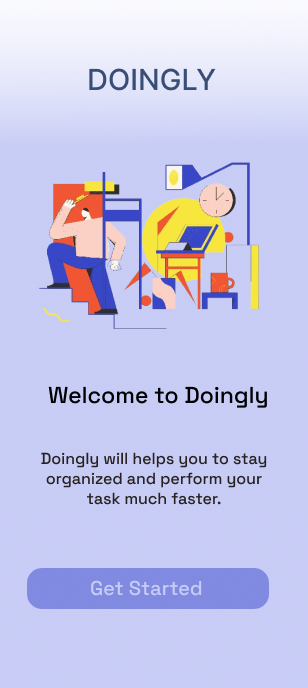 DOINGLY
Welcome to Doingly
Doingly will helps you to stay
organized and perform your
task much faster.
Get Started